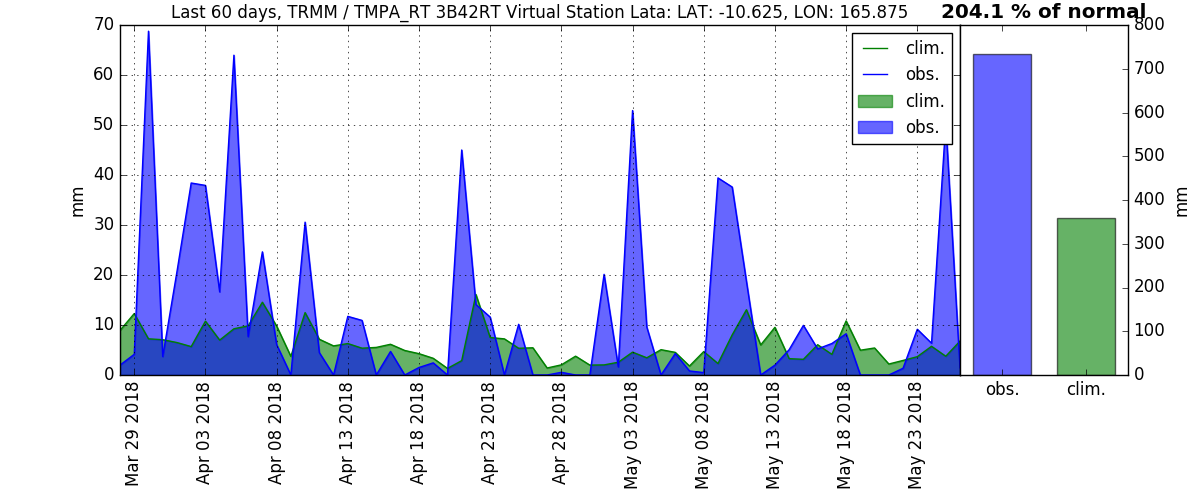 Last 60 days, TRMM / TMPA_RT 3B42RT Virtual Station Lata: LAT: -10.625, LON: 165.875
204.1 % of normal
70
60
50
40
30
20
10
0
mm
clim.
obs.
clim.
obs.
800
700
600
500
400
300
200
100
0
mm
obs.
clim.
Mar 29 2018
Apr 03 2018
Apr 08 2018
Apr 13 2018
Apr 18 2018
Apr 23 2018
Apr 28 2018
May 03 2018
May 08 2018
May 13 2018
May 18 2018
May 23 2018